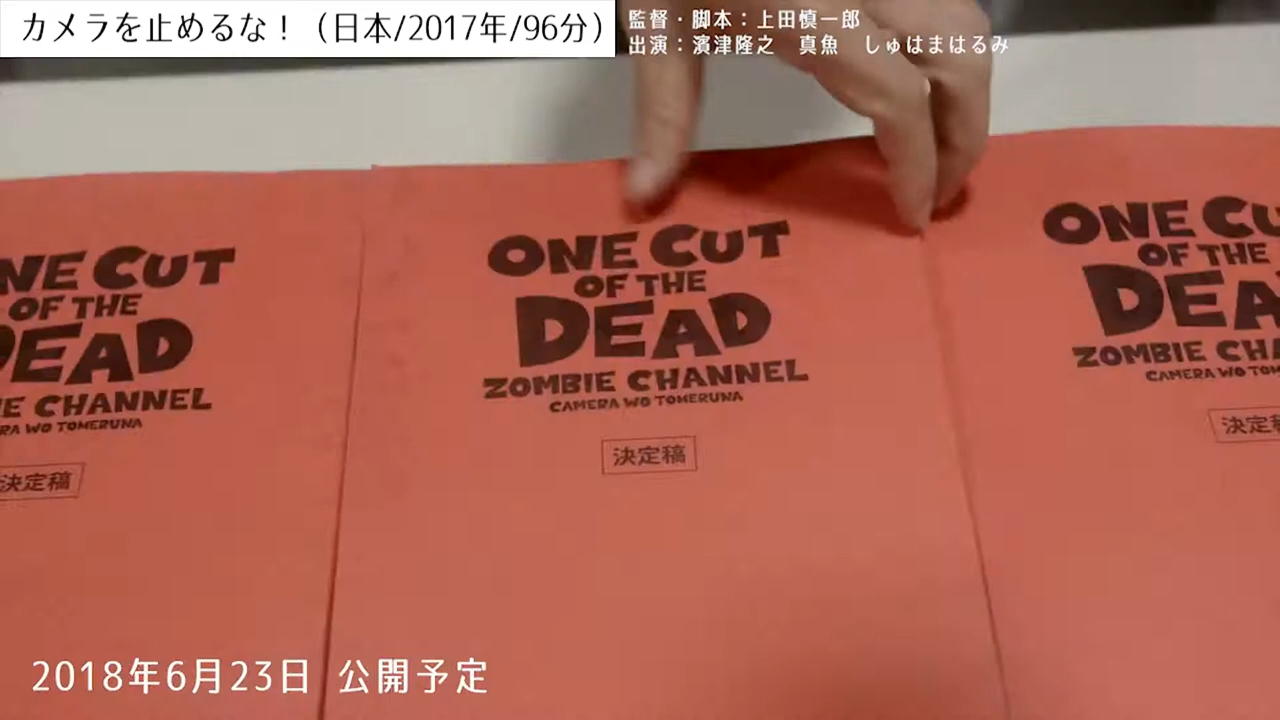 カメラを止めるな！（日本/2017年/96分）
監督・脚本：上田慎一郎
出演：濱津隆之　真魚　しゅはまはるみ
NE CUT
OF THE
DEAD
IE CHANNEL
RA WO TOMERUNA
決定稿
ONE CUT
OF THE
DEAD
ZOMBIE CHANNEL
CAMERA WO TOMERUNA
決定稿
ONE CU
OF THE
DEA
ZOMBIE CHA
CAMERA WO TOM
決定稿
2018年6月23日 公開予定